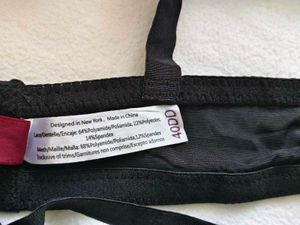 Designed in New York, Made in China
Lace/Dentelle/Encaje: 64%Polyamide/Poliamida, 22%Polyester,
14%Spandex
Mesh/Maille/Malla: 88%Polyamide/Poliamida,12%Spandex
Exclusive of trims/Garnitures non comprise/Excepto adornos
40DD